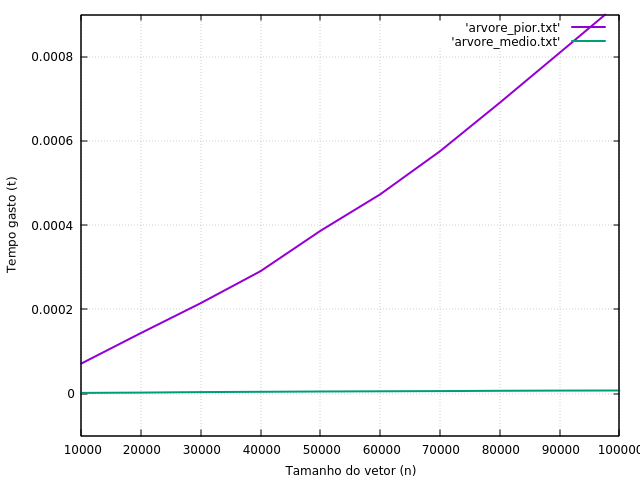 'arvore_pior.txt'
'arvore_medio.txt'
0.0008
0.0006
0.0004
0.0002
0
Tempo gasto (t)
10000 20000 30000 40000 50000 60000 70000 80000 90000 100000
Tamanho do vetor (n)